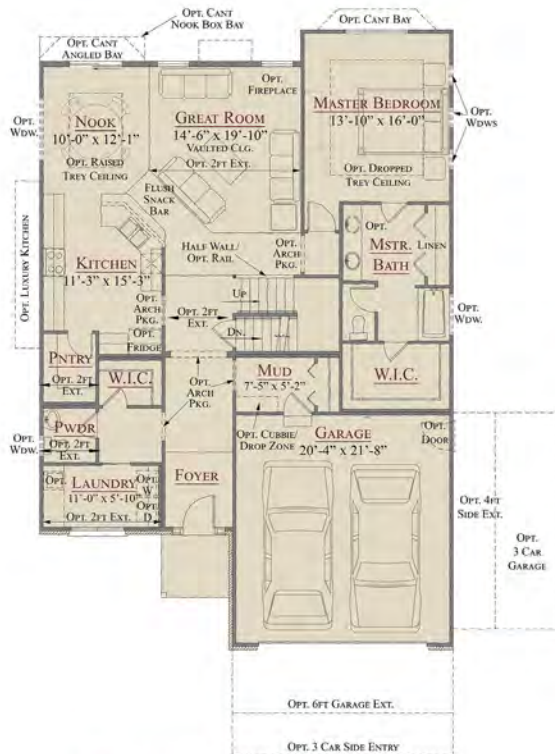 Opt. Cant
Nook Box Bay
Opt. Cant
Angled Bay
Opt. Cant Bay
Opt.
Fireplace
Opt.
Wdw.
Nook
10'-0" x 12'-1"
Opt. Raised
Trey Ceiling
Great Room
14'-6" x 19'-10"
Vaulted Clg.
Opt. 2ft Ext.
Master Bedroom
13'-10" x 16'-0"
Opt. Dropped
Trey Ceiling
Opt.
Wdws
Flush
Snack
Bar
Opt. Luxury Kitchen
Kitchen
11'-3" x 15'-3"
Half Wall/
Opt. Rail
Opt.
Arch
Pkg.
Opt.
Mstr.
Bath
Linen
Up
Opt.
Arch
Pkg.
Opt. 2ft
Ext.
Dn.
Opt.
Wdw.
Opt.
Fridge
Pntry
Opt. 2ft
Ext.
W.I.C.
Opt.
Arch
Pkg.
Mud
7'-5" x 5'-2"
W.I.C.
Opt.
Wdw.
Pwdr
Opt. 2ft
Ext.
Opt. Cubbie/
Drop Zone
Garage
20'-4" x 21'-8"
Opt.
Door
Laundry
11'-0" x 5'-10"
Opt.
Opt.
W
Opt.
D
Opt. 2ft Ext.
Foyer
Opt. 4ft
Side Ext.
Opt.
3 Car
Garage
Opt. 6ft Garage Ext.
Opt. 3 Car Side Entry